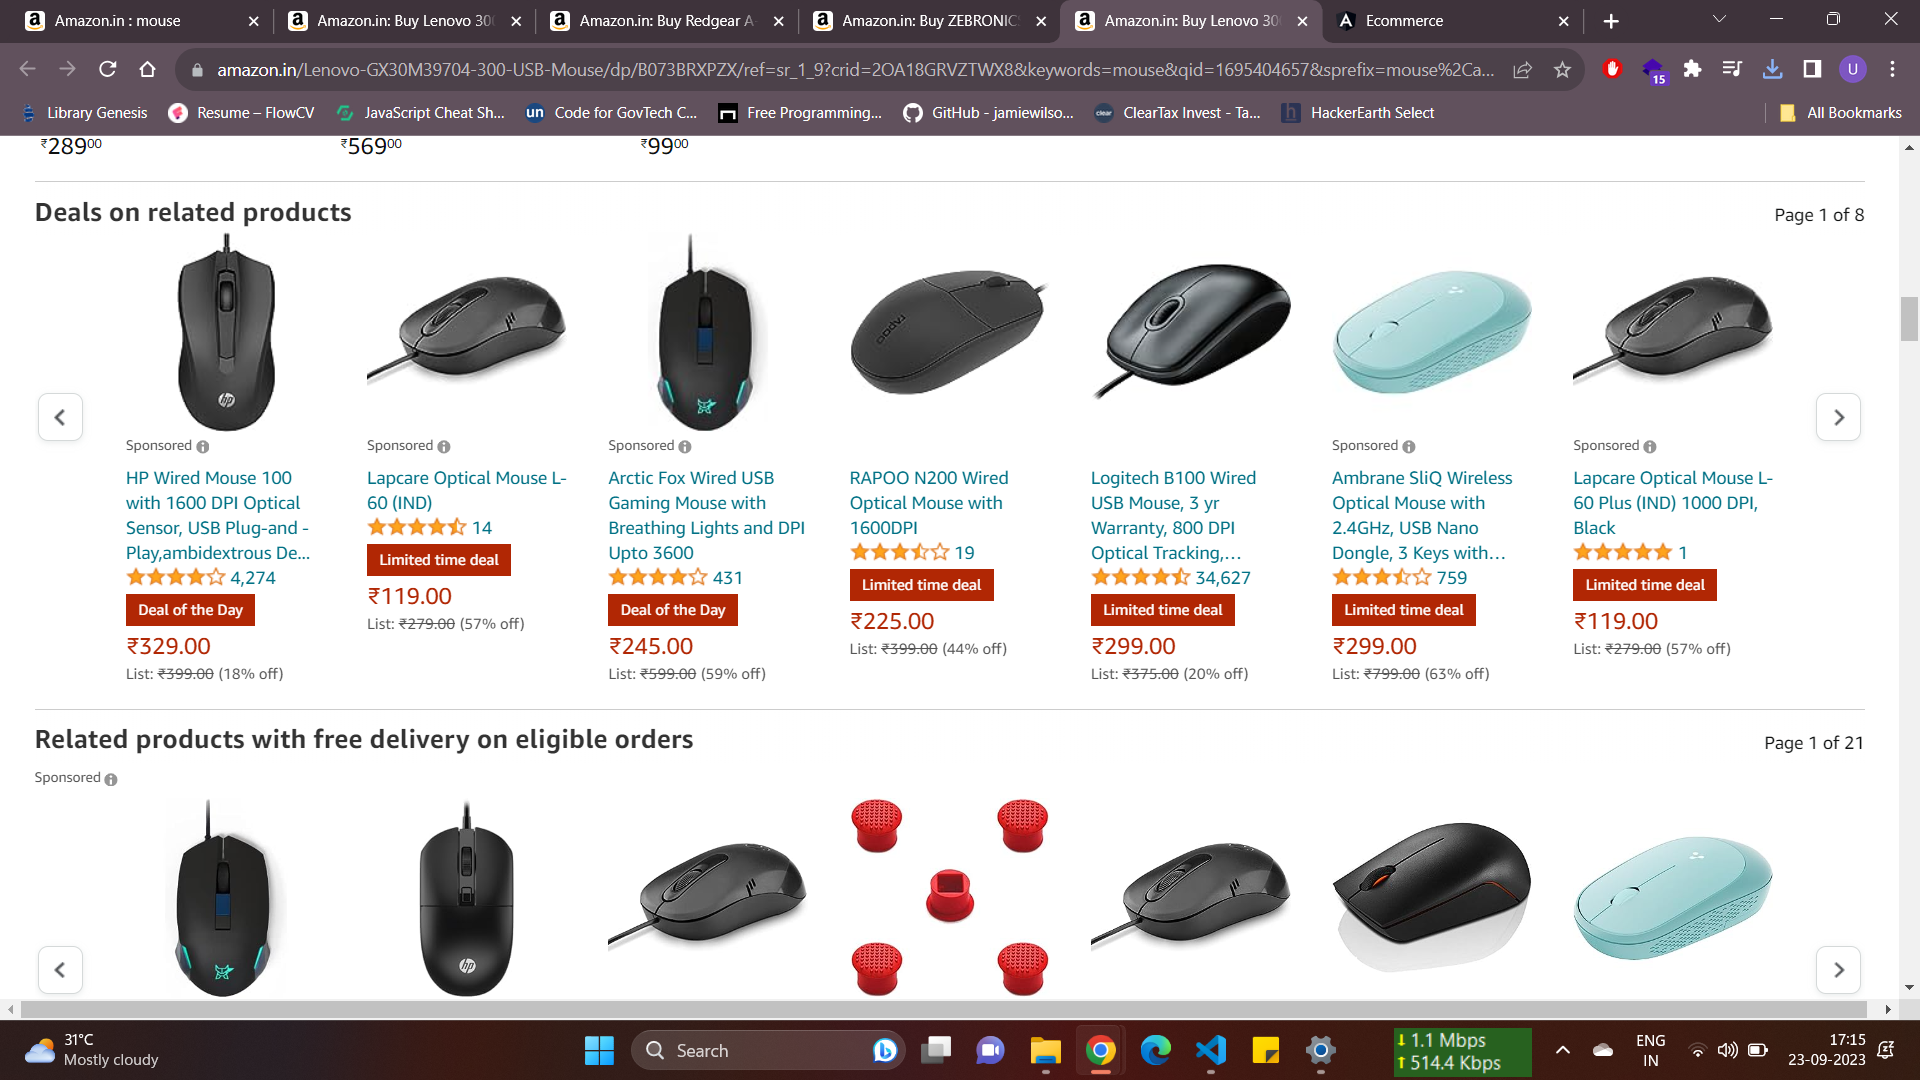 Amazon.in : mouse
Amazon.in: Buy Lenovo 300
Amazon.in: Buy Redgear A-
Amazon.in: Buy ZEBRONICS
Amazon.in: Buy Lenovo 300
Ecommerce
amazon.in/Lenovo-GX30M39704-300-USB-Mouse/dp/B073BRXPZX/ref=sr_1_9?crid=2OA18GRVZTWX8&keywords=mouse&qid=1695404657&sprefix=mouse%2Ca...
15
U
Library Genesis
Resume – FlowCV
JavaScript Cheat Sh...
un
Code for GovTech C...
Free Programming...
GitHub - jamiewilso...
clear
ClearTax Invest - Ta...
h
HackerEarth Select
All Bookmarks
₹28900
₹56900
₹9900
Deals on related products
Page 1 of 8
hp
rapoo
Sponsored
HP Wired Mouse 100
with 1600 DPI Optical
Sensor, USB Plug-and -
Play,ambidextrous De...
4,274
Deal of the Day
₹329.00
List: ₹399.00 (18% off)
Sponsored
Lapcare Optical Mouse L-
60 (IND)
14
Limited time deal
₹119.00
List: ₹279.00 (57% off)
Sponsored
Arctic Fox Wired USB
Gaming Mouse with
Breathing Lights and DPI
Upto 3600
431
Deal of the Day
₹245.00
List: ₹599.00 (59% off)
RAPOO N200 Wired
Optical Mouse with
1600DPI
19
Limited time deal
₹225.00
List: ₹399.00 (44% off)
Logitech B100 Wired
USB Mouse, 3 yr
Warranty, 800 DPI
Optical Tracking,...
34,627
Limited time deal
₹299.00
List: ₹375.00 (20% off)
Sponsored
Ambrane SliQ Wireless
Optical Mouse with
2.4GHz, USB Nano
Dongle, 3 Keys with...
759
Limited time deal
₹299.00
List: ₹799.00 (63% off)
Sponsored
Lapcare Optical Mouse L-
60 Plus (IND) 1000 DPI,
Black
1
Limited time deal
₹119.00
List: ₹279.00 (57% off)
Related products with free delivery on eligible orders
Page 1 of 21
Sponsored
hp
31°C
Mostly cloudy
Search
1.1 Mbps
514.4 Kbps
ENG
IN
17:15
23-09-2023